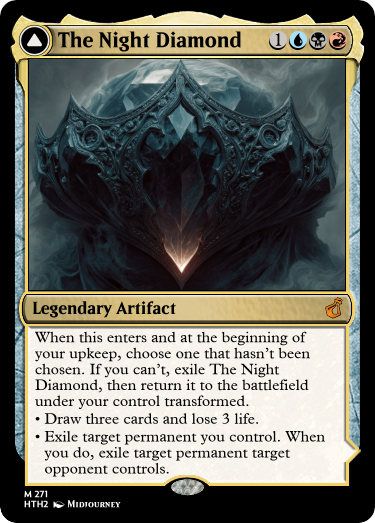 The Night Diamond 1
Legendary Artifact
When this enters and at the beginning of
your upkeep, choose one that hasn't been
chosen. If you can't, exile The Night
Diamond, then return it to the battlefield
under your control transformed.
• Draw three cards and lose 3 life.
• Exile target permanent you control. When
you do, exile target permanent target
opponent controls.
M 271
HTH2 Midjourney